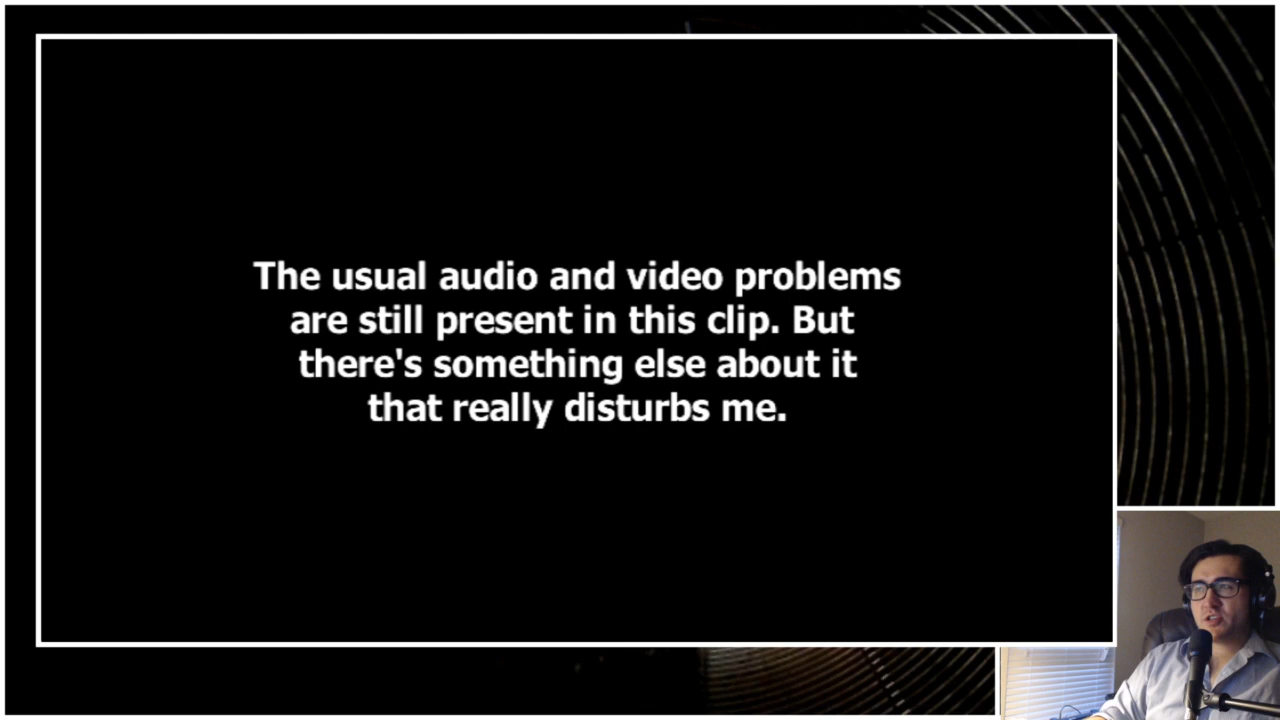 The usual audio and video problems
are still present in this clip. But
there's something else about it
that really disturbs me.